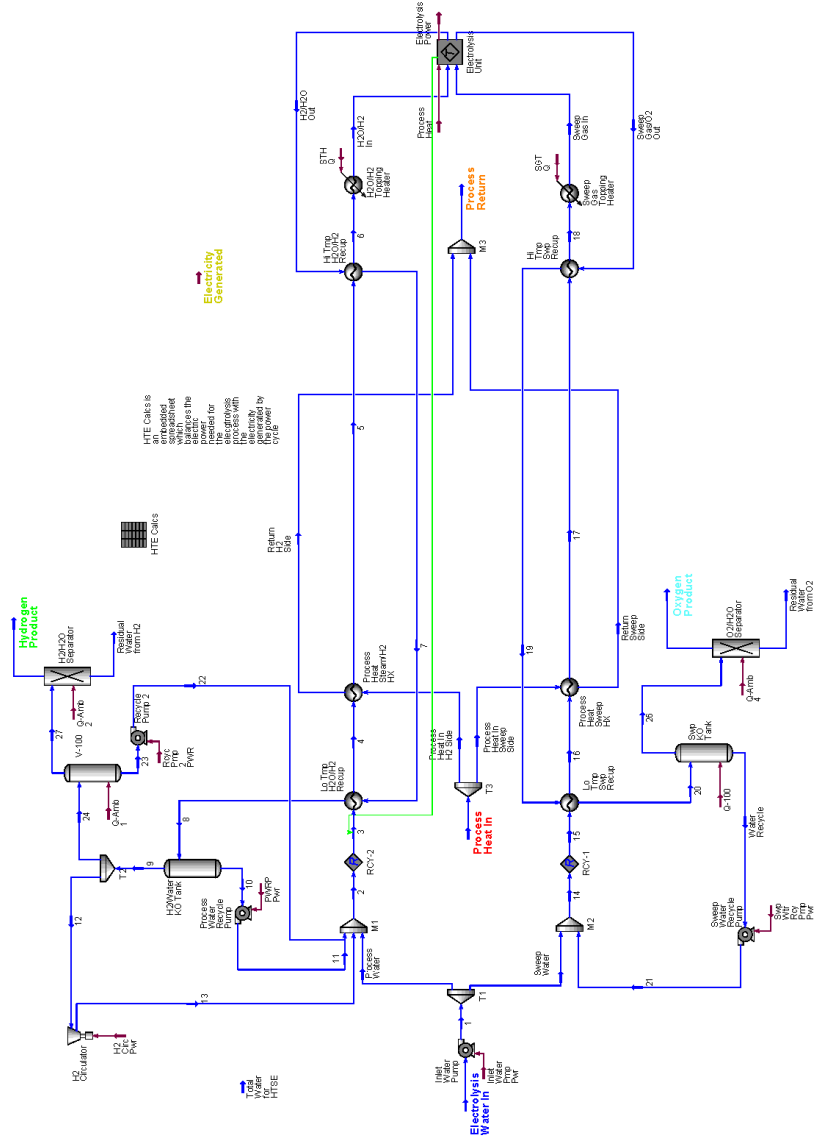 Electrolysis
Power
H2/H2O
Out
Electrolysis
Unit
H2O/H2
In
Process
Heat
Sweep
Gas In
Sweep
Gas/O2
Out
STH
Q
H2O/H2
Topping
Heater
SGT
Q
Sweep
Gas
Topping
Heater
Process
Return
M3
6
18
Hi Tmp
H2O/H2
Recup
Hi
Tmp
Swp
Recup
Electricity
Generated
HTE Calcs is
an
embedded
spreadsheet
which
balances the
electric
power
needed for
the
elecgtrolysis
process with
the
electricity
generated by
the power
cycle
5
HTE Calcs
Return
H2
Side
17
Hydrogen
Product
H2/H2O
Separator
Residual
Water
from H2
Q-Amb
2
27
V-100
Recycle
Pump 2
22
23
Rcyc
Pmp
2
PWR
24
Q-Amb
1
7
19
Return
Sweep
Side
Oxygen
Product
O2/H2O
Separator
Residual
Water
from O2
Q-Amb
4
26
Process
Heat
Steam/H2
HX
Process
Heat
Sweep
HX
Process
Heat In
H2 Side
Process
Heat In
Sweep
Side
4
16
T3
Process
Heat In
Lo Tmp
H2O/H2
Recup
Lo
Tmp
Swp
Recup
Swp
KO
Tank
20
Q-100
8
3
15
Water
Recycle
T2
9
H2/Water
KO Tank
12
10
PWRP
Pwr
Process
Water
Recycle
Pump
RCY-2
RCY-1
2
14
11
M1
M2
Process
Water
Sweep
Water
Sweep
Water
Recycle
Pump
Swp
Wtr
Rcy
Pmp
Pwr
13
21
T1
1
H2
Circulator
H2
Circ
Pwr
Inlet
Water
Pump
Inlet
Water
Pmp
Pwr
Total
Water
for
HTSE
Electrolysis
Water In